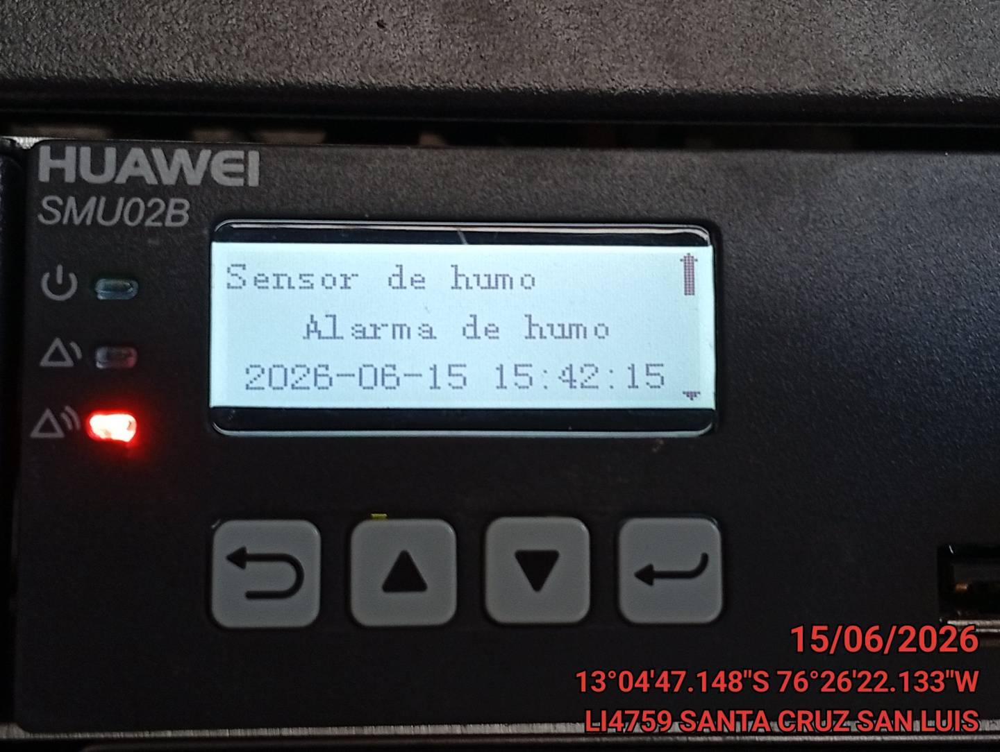 HUAWEI
SMU02B
Sensor de humo
Alarma de humo
2026-06-15 15:42:15
15/06/2026
13°04'47.148"S 76°26'22.133"W
LI4759 SANTA CRUZ SAN LUIS